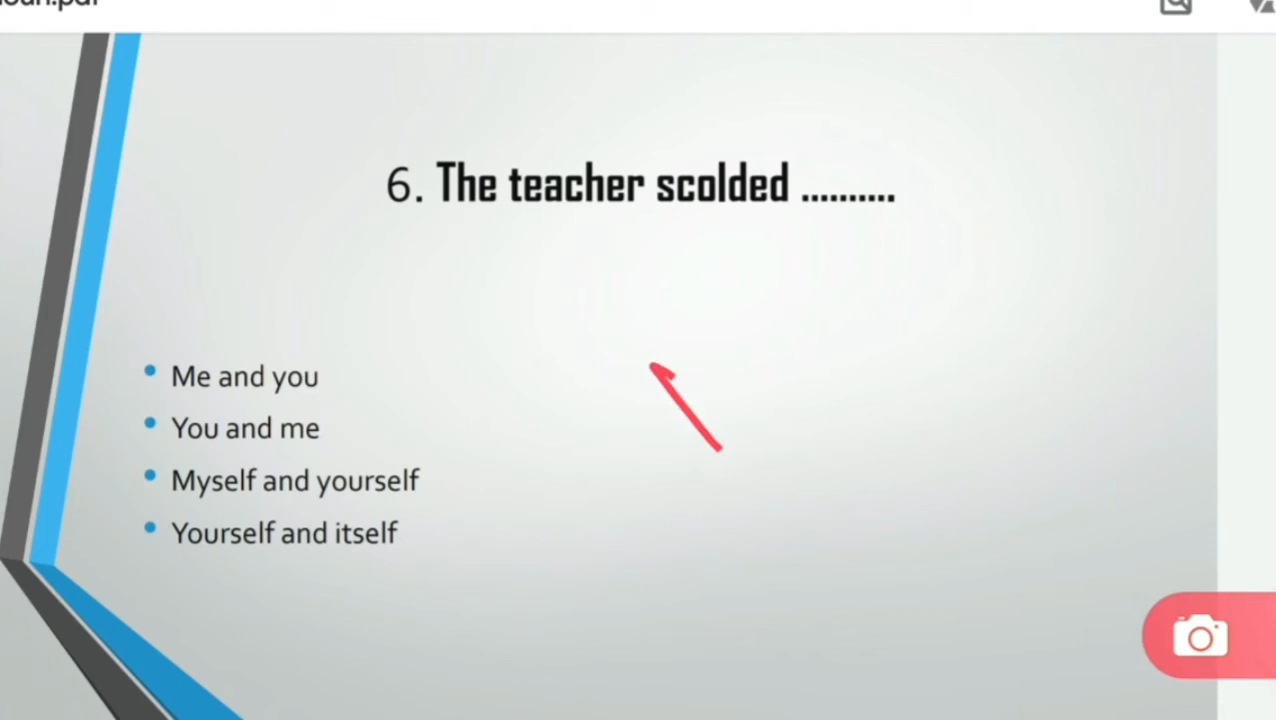 6. The teacher scolded ..........
Me and you
You and me
Myself and yourself
Yourself and itself